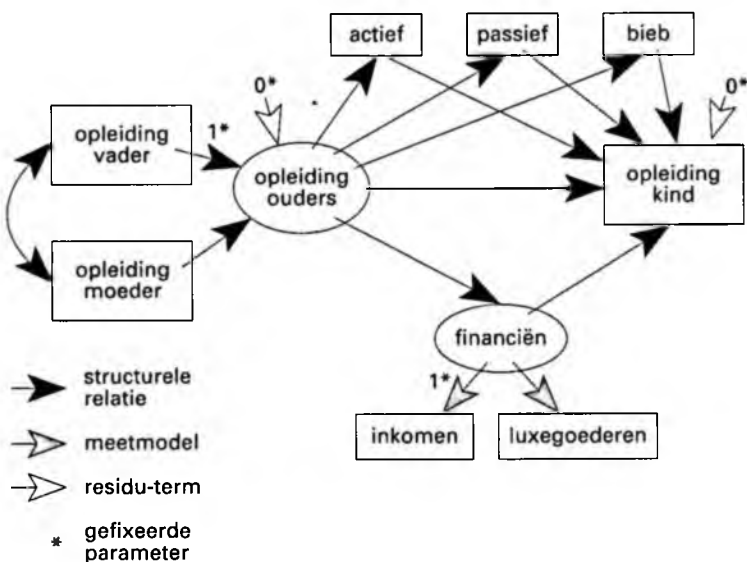 actief
passief
bieb
0*
0*
1*
opleiding
vader
opleiding
ouders
opleiding
kind
opleiding
moeder
financiën
1*
inkomen
luxegoederen
structurele
relatie
meetmodel
residu-term
* gefixeerde
parameter